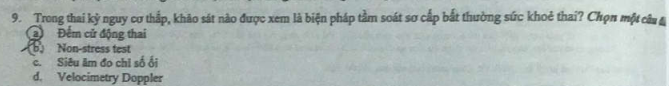 9. Trong thai kỳ nguy cơ thấp, khảo sát nào được xem là biện pháp tầm soát sơ cấp bất thường sức khoẻ thai? Chọn một câu
a. Đếm cử động thai
b. Non-stress test
c. Siêu âm đo chỉ số ối
d. Velocimetry Doppler